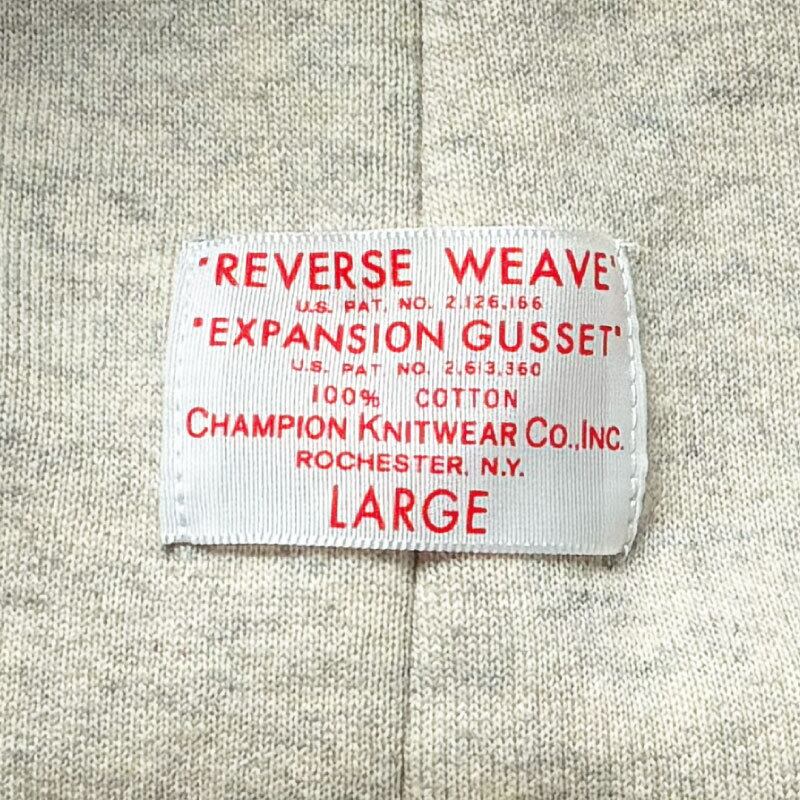 "REVERSE WEAVE"
U.S. PAT. NO. 2,126,166
"EXPANSION GUSSET"
U.S. PAT NO. 2,613,360
100% COTTON
CHAMPION KNITWEAR CO.,INC.
ROCHESTER, N.Y.
LARGE